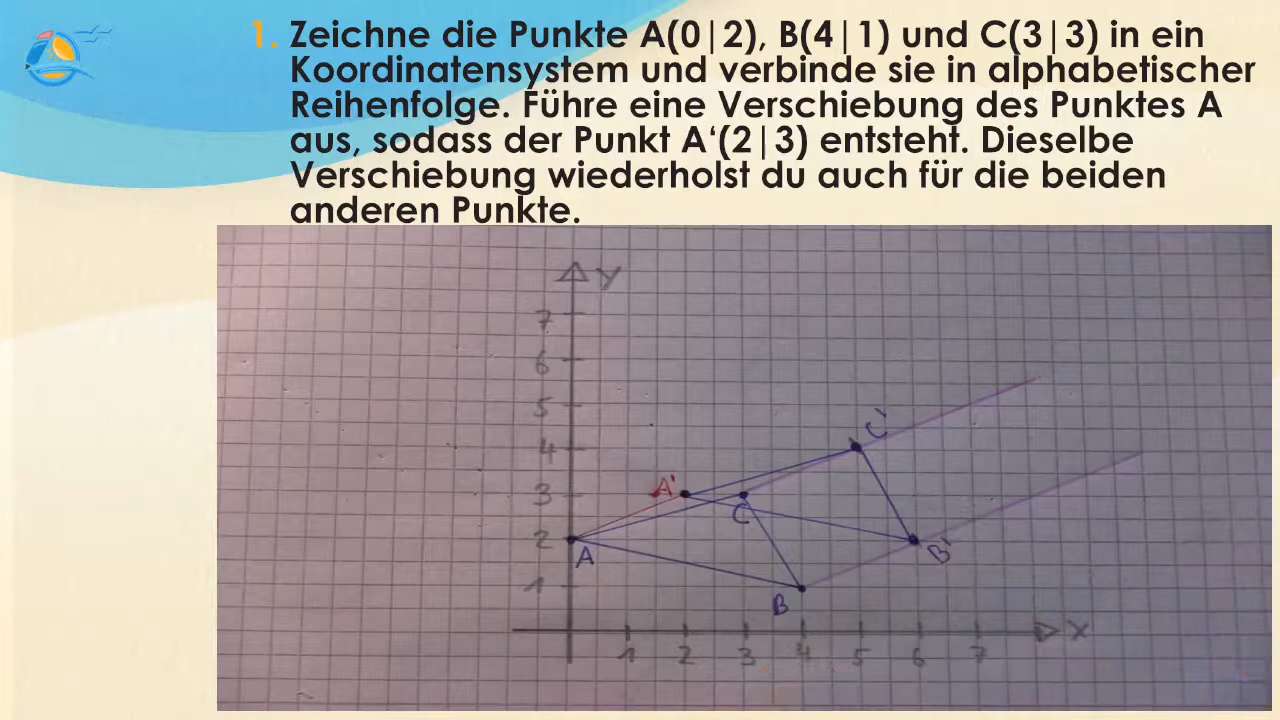 1. Zeichne die Punkte A(0|2), B(4|1) und C(3|3) in ein
Koordinatensystem und verbinde sie in alphabetischer
Reihenfolge. Führe eine Verschiebung des Punktes A
aus, sodass der Punkt A‘(2|3) entsteht. Dieselbe
Verschiebung wiederholst du auch für die beiden
anderen Punkte.
y
7
6
5
4
C'
3
A'
C
2
A
B'
1
B
x
1 2 3 4 5 6 7